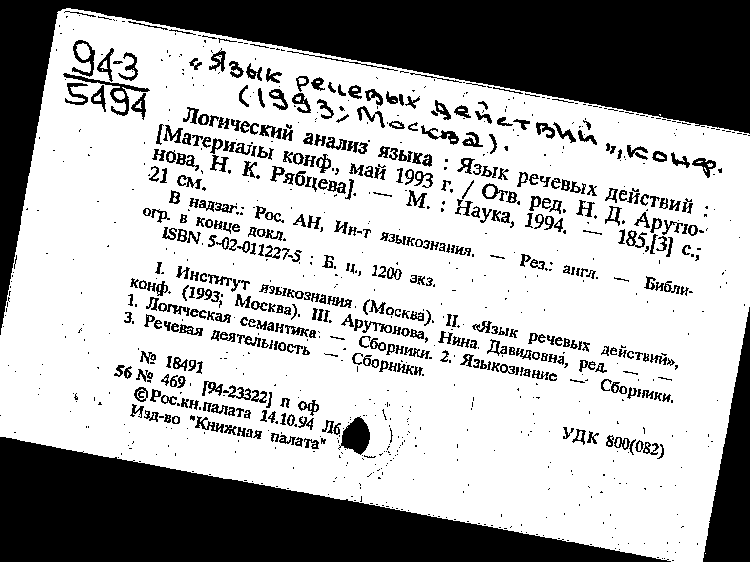 94-3
5494
"Язык речевых действий", конф.
(1993; Москва).
Логический анализ языка : Язык речевых действий :
[Материалы конф., май 1993 г. / Отв. ред. Н. Д. Арутю-
нова, Н. К. Рябцева]. — М. : Наука, 1994. — 185,[3] с.;
21 см.
В надзаг.: Рос. АН, Ин-т языкознания. — Рез.: англ. — Библи-
огр. в конце докл.
ISBN 5-02-011227-5 : Б. ц., 1200 экз.
I. Институт языкознания (Москва). II. «Язык речевых действий»,
конф. (1993; Москва). III. Арутюнова, Нина Давидовна, ред. — —
1. Логическая семантика — Сборники. 2. Языкознание — Сборники.
3. Речевая деятельность — Сборники.
№ 18491
56 № 469 [94-23322] п оф
©Рос.кн.палата 14.10.94 Л6
Изд-во "Книжная палата"
УДК 800(082)